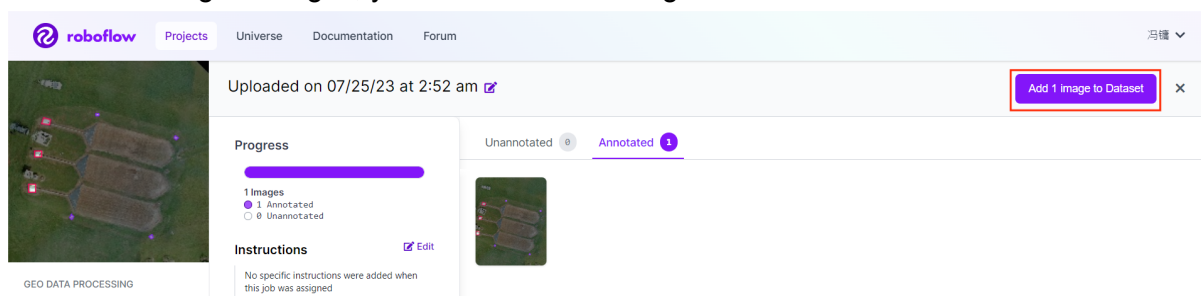 roboflow Projects Universe Documentation Forum 冯镛
Uploaded on 07/25/23 at 2:52 am
Add 1 image to Dataset
Progress
1 Images
1 Annotated
0 Unannotated
Instructions
Edit
No specific instructions were added when
this job was assigned
Unannotated 0 Annotated 1
GEO DATA PROCESSING